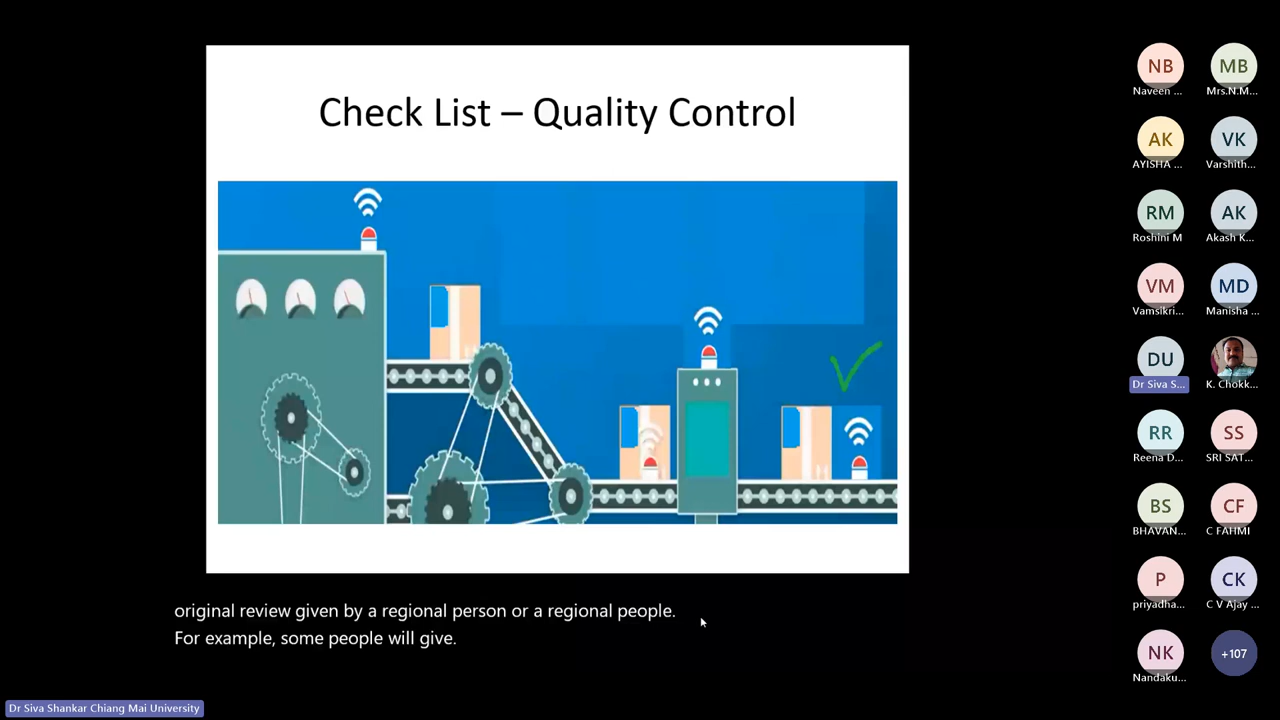 Check List – Quality Control
original review given by a regional person or a regional people.
For example, some people will give.
Dr Siva Shankar Chiang Mai University
NB
Naveen ...
MB
Mrs.N.M...
AK
AYISHA ...
VK
Varshith...
RM
Roshini M
AK
Akash K...
VM
Vamsikri...
MD
Manisha ...
DU
Dr Siva S...
K. Chokk...
RR
Reena D...
SS
SRI SAT...
BS
BHAVAN...
CF
C FAHMI
P
priyadha...
CK
C V Ajay ...
NK
Nandaku...
+107